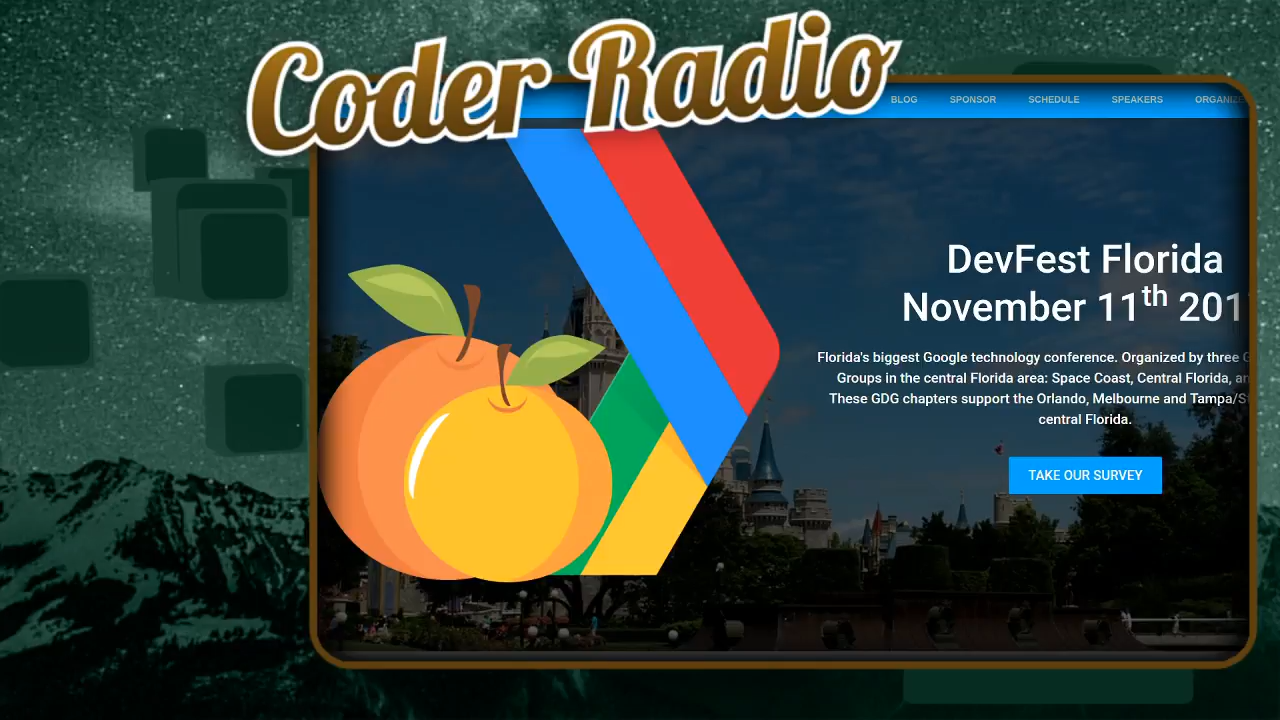 Coder Radio
BLOG SPONSOR SCHEDULE SPEAKERS
DevFest Florida
November 11th
Florida's biggest Google technology conference. Organized by three
Groups in the central Florida area: Space Coast, Central Florida,
These GDG chapters support the Orlando, Melbourne and
central Florida.
TAKE OUR SURVEY